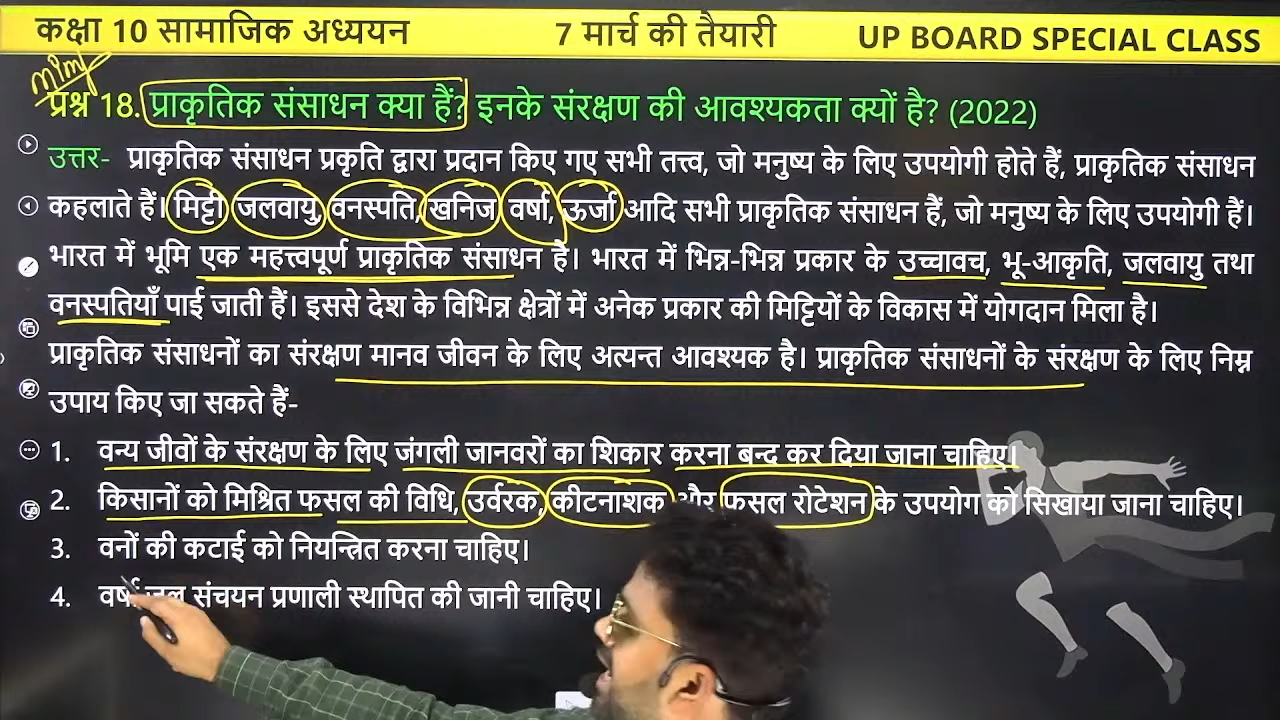 कक्षा 10 सामाजिक अध्ययन 7 मार्च की तैयारी UP BOARD SPECIAL CLASS
प्रश्न 18. प्राकृतिक संसाधन क्या हैं? इनके संरक्षण की आवश्यकता क्यों है? (2022)
उत्तर- प्राकृतिक संसाधन प्रकृति द्वारा प्रदान किए गए सभी तत्त्व, जो मनुष्य के लिए उपयोगी होते हैं, प्राकृतिक संसाधन
कहलाते हैं। मिट्टी जलवायु, वनस्पति, खनिज वर्षा, ऊर्जा आदि सभी प्राकृतिक संसाधन हैं, जो मनुष्य के लिए उपयोगी हैं।
भारत में भूमि एक महत्त्वपूर्ण प्राकृतिक संसाधन है। भारत में भिन्न-भिन्न प्रकार के उच्चावच, भू-आकृति, जलवायु तथा
वनस्पतियाँ पाई जाती हैं। इससे देश के विभिन्न क्षेत्रों में अनेक प्रकार की मिट्टियों के विकास में योगदान मिला है।
प्राकृतिक संसाधनों का संरक्षण मानव जीवन के लिए अत्यन्त आवश्यक है। प्राकृतिक संसाधनों के संरक्षण के लिए निम्न
उपाय किए जा सकते हैं-
1. वन्य जीवों के संरक्षण के लिए जंगली जानवरों का शिकार करना बन्द कर दिया जाना चाहिए।
2. किसानों को मिश्रित फसल की विधि, उर्वरक, कीटनाशक और फसल रोटेशन के उपयोग को सिखाया जाना चाहिए।
3. वनों की कटाई को नियन्त्रित करना चाहिए।
4. वर्षा जल संचयन प्रणाली स्थापित की जानी चाहिए।